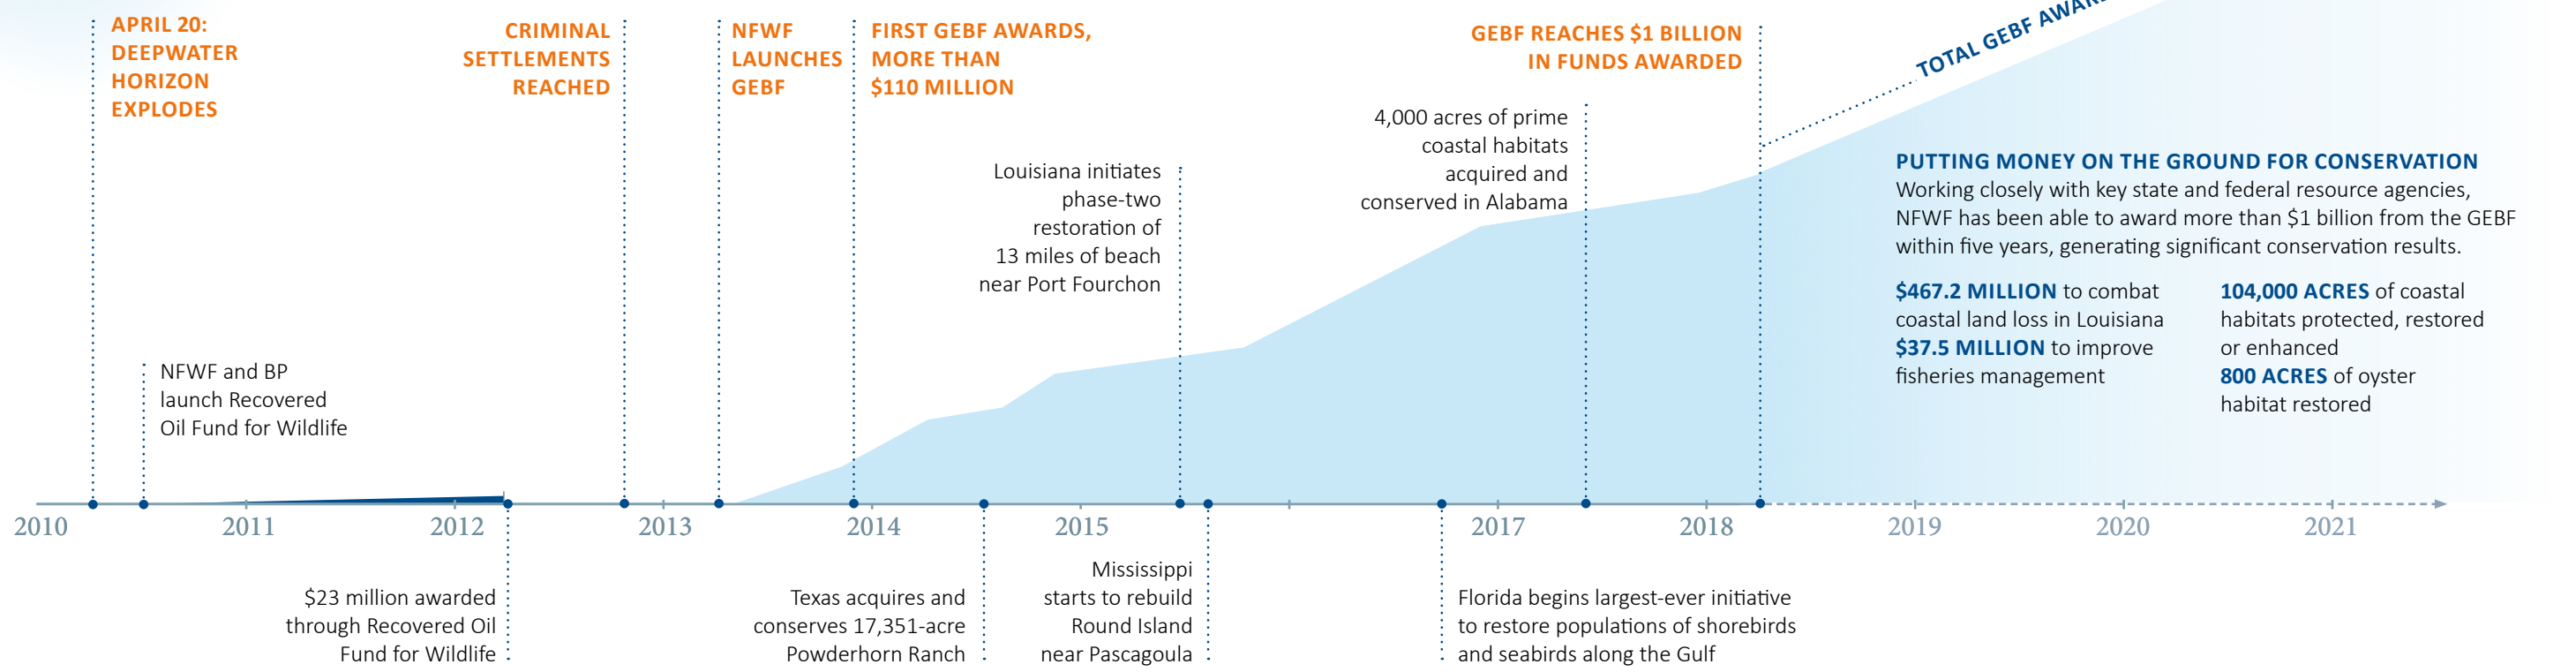 APRIL 20:
DEEPWATER
HORIZON
EXPLODES
CRIMINAL
SETTLEMENTS
REACHED
NFWF
LAUNCHES
GEBF
FIRST GEBF AWARDS,
MORE THAN
$110 MILLION
GEBF REACHES $1 BILLION
IN FUNDS AWARDED
TOTAL GEBF
NFWF and BP
launch Recovered
Oil Fund for Wildlife
Louisiana initiates
phase-two
restoration of
13 miles of beach
near Port Fourchon
4,000 acres of prime
coastal habitats
acquired and
conserved in Alabama
PUTTING MONEY ON THE GROUND FOR CONSERVATION
Working closely with key state and federal resource agencies,
NFWF has been able to award more than $1 billion from the GEBF
within five years, generating significant conservation results.
$467.2 MILLION to combat
coastal land loss in Louisiana
$37.5 MILLION to improve
fisheries management
104,000 ACRES of coastal
habitats protected, restored
or enhanced
800 ACRES of oyster
habitat restored
2010 2011 2012 2013 2014 2015 2017 2018 2019 2020 2021
$23 million awarded
through Recovered Oil
Fund for Wildlife
Texas acquires and
conserves 17,351-acre
Powderhorn Ranch
Mississippi
starts to rebuild
Round Island
near Pascagoula
Florida begins largest-ever initiative
to restore populations of shorebirds
and seabirds along the Gulf